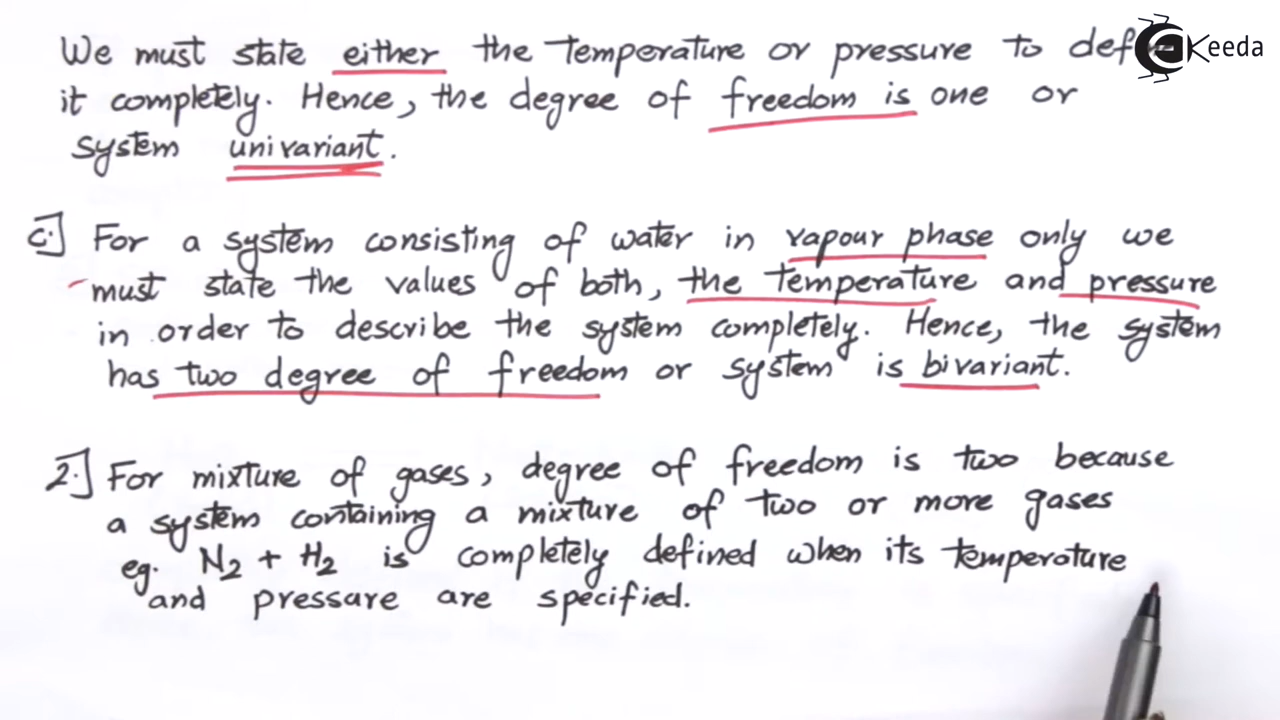 We must state either the temperature or pressure to def
it completely. Hence, the degree of freedom is one or
system univariant.
C.] For a system consisting of water in vapour phase only we
must state the values of both, the temperature and pressure
in order to describe the system completely. Hence, the system
has two degree of freedom or system is bivariant.
2.] For mixture of gases, degree of freedom is two because
a system containing a mixture of two or more gases
eg. N2 + H2 is completely defined when its temperature
and pressure are specified.
Keeda